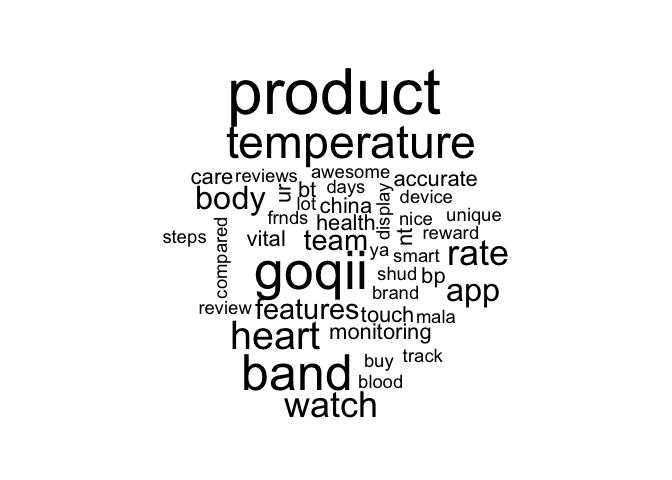 product
temperature
care reviews awesome accurate
body ur bt days display device
lot china
frnds health nt nice unique
steps compared vital team ya smart reward rate
goqii shud bp
brand app
review features touch mala
heart monitoring
band buy track
blood
watch